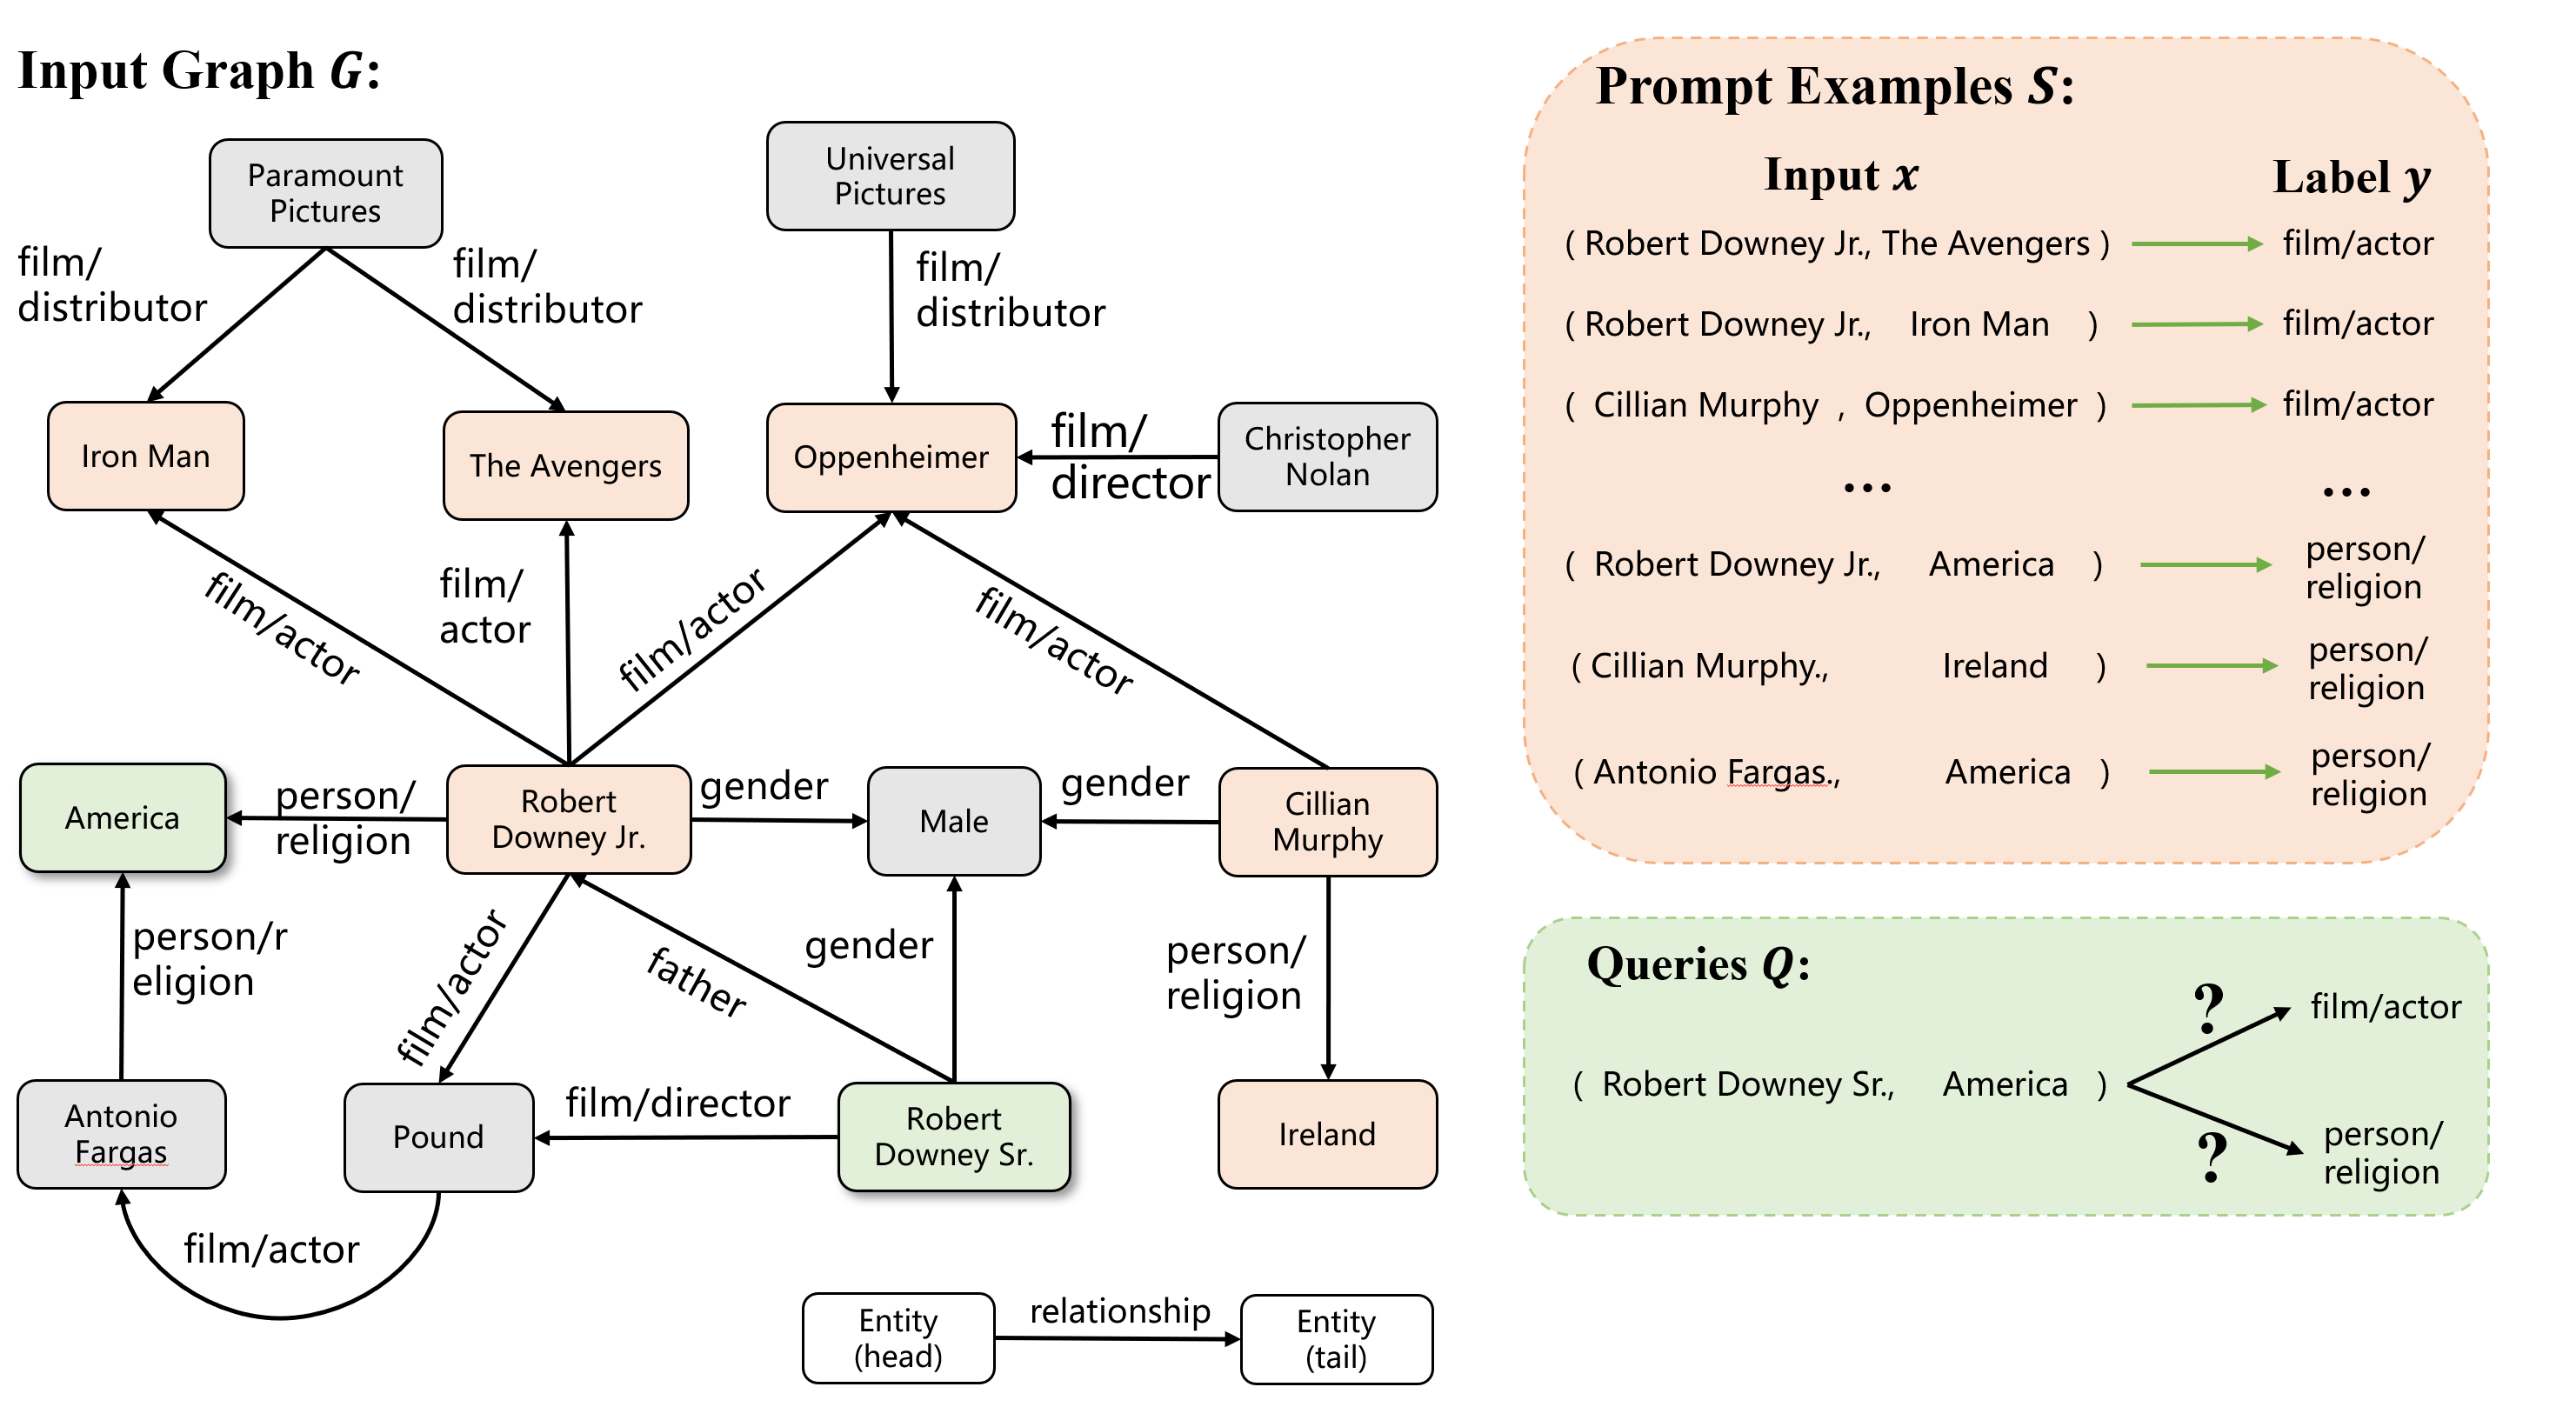 Input Graph G:
Paramount
Pictures
Universal
Pictures
film/
distributor
film/
distributor
film/
distributor
Iron Man
The Avengers
Oppenheimer
film/
director
Christopher
Nolan
film/actor
film/
actor
film/actor
film/actor
America
person/
religion
Robert
Downey Jr.
gender
Male
gender
Cillian
Murphy
person/r
eligion
film/actor
father
gender
person/
religion
Antonio
Fargas
Pound
film/director
Robert
Downey Sr.
Ireland
film/actor
Entity
(head)
relationship
Entity
(tail)
Prompt Examples S:
Input x
Label y
( Robert Downey Jr., The Avengers )
film/actor
( Robert Downey Jr., Iron Man )
film/actor
( Cillian Murphy , Oppenheimer )
film/actor
...
...
( Robert Downey Jr., America )
person/
religion
( Cillian Murphy., Ireland )
person/
religion
( Antonio Fargas., America )
person/
religion
Queries Q:
( Robert Downey Sr., America )
?
film/actor
?
person/
religion